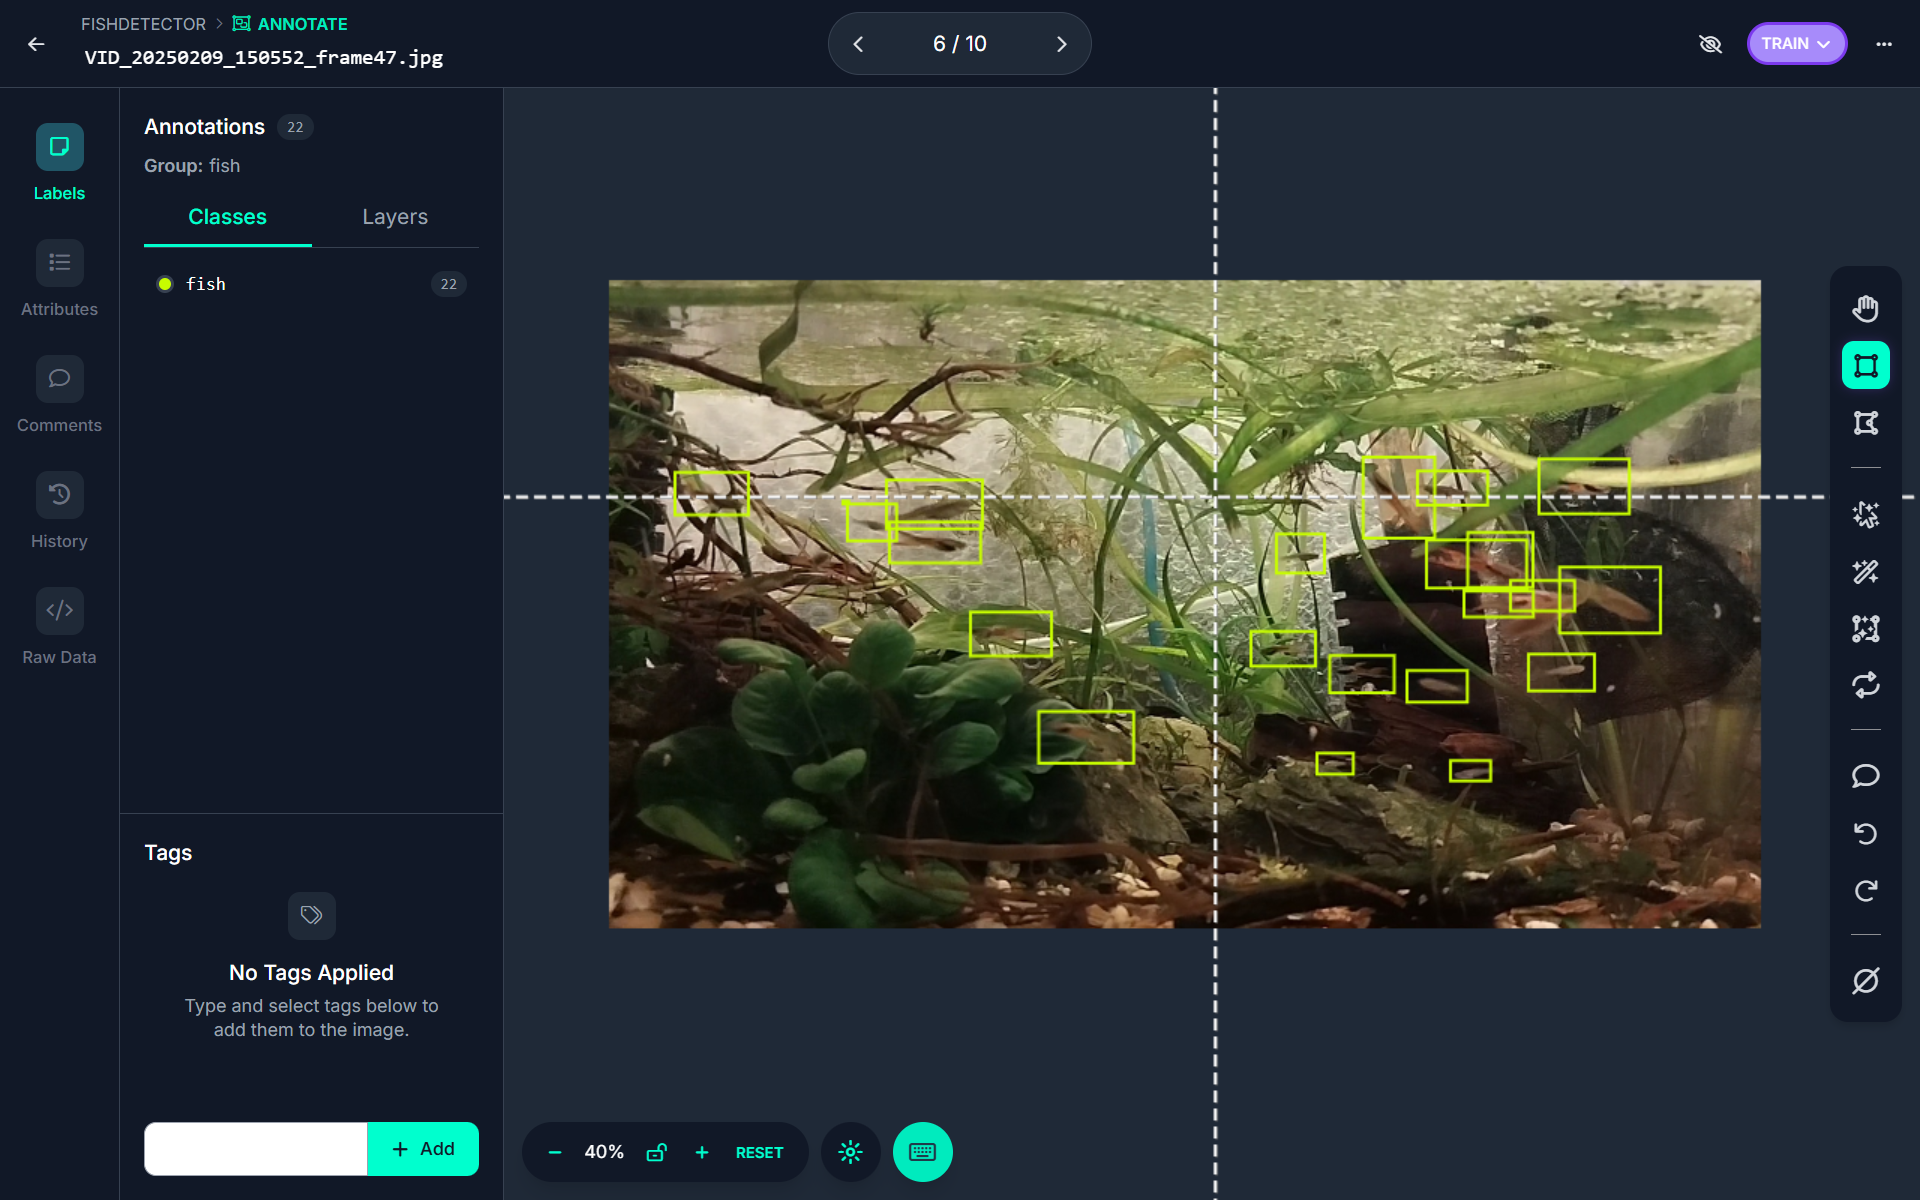 FISHDETECTOR > ANNOTATE
VID_20250209_150552_frame47.jpg
6 / 10
TRAIN
Labels
Attributes
Comments
History
Raw Data
Annotations 22
Group: fish
Classes Layers
fish 22
Tags
No Tags Applied
Type and select tags below to
add them to the image.
+ Add
− 40% + RESET